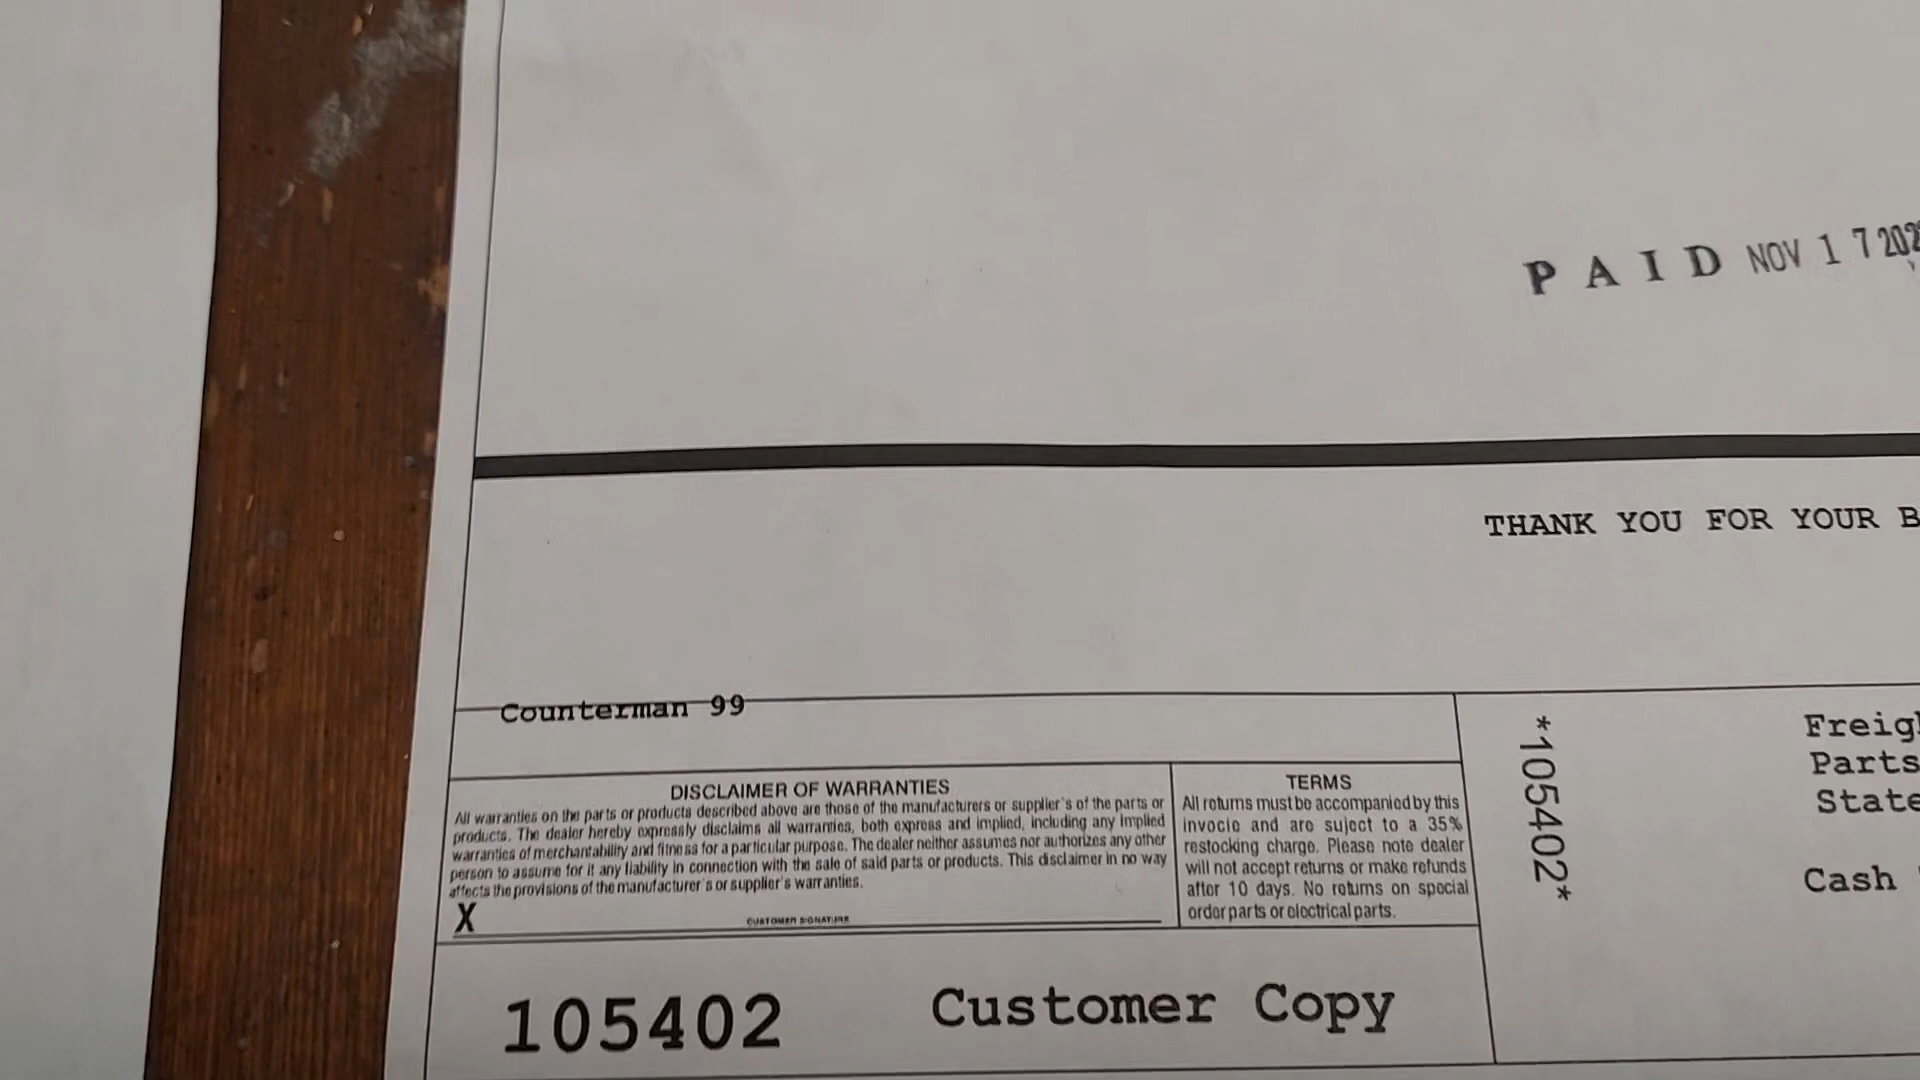 PAID NOV 17 202
THANK YOU FOR YOUR B
Counterman 99
DISCLAIMER OF WARRANTIES
All warranties on the parts or products described above are those of the manufacturers or supplier's of the parts or
products. The dealer hereby expressly disclaims all warranties, both express and implied, including any implied
warranties of merchantability and fitness for a particular purpose. The dealer neither assumes nor authorizes any other
person to assume for it any liability in connection with the sale of said parts or products. This disclaimer in no way
affects the provisions of the manufacturer's or supplier's warranties.
X
CUSTOMER SIGNATURE
TERMS
All returns must be accompanied by this
invocie and are suject to a 35%
restocking charge. Please note dealer
will not accept returns or make refunds
after 10 days. No returns on special
order parts or electrical parts.
*105402*
Freig
Parts
State
Cash
105402 Customer Copy